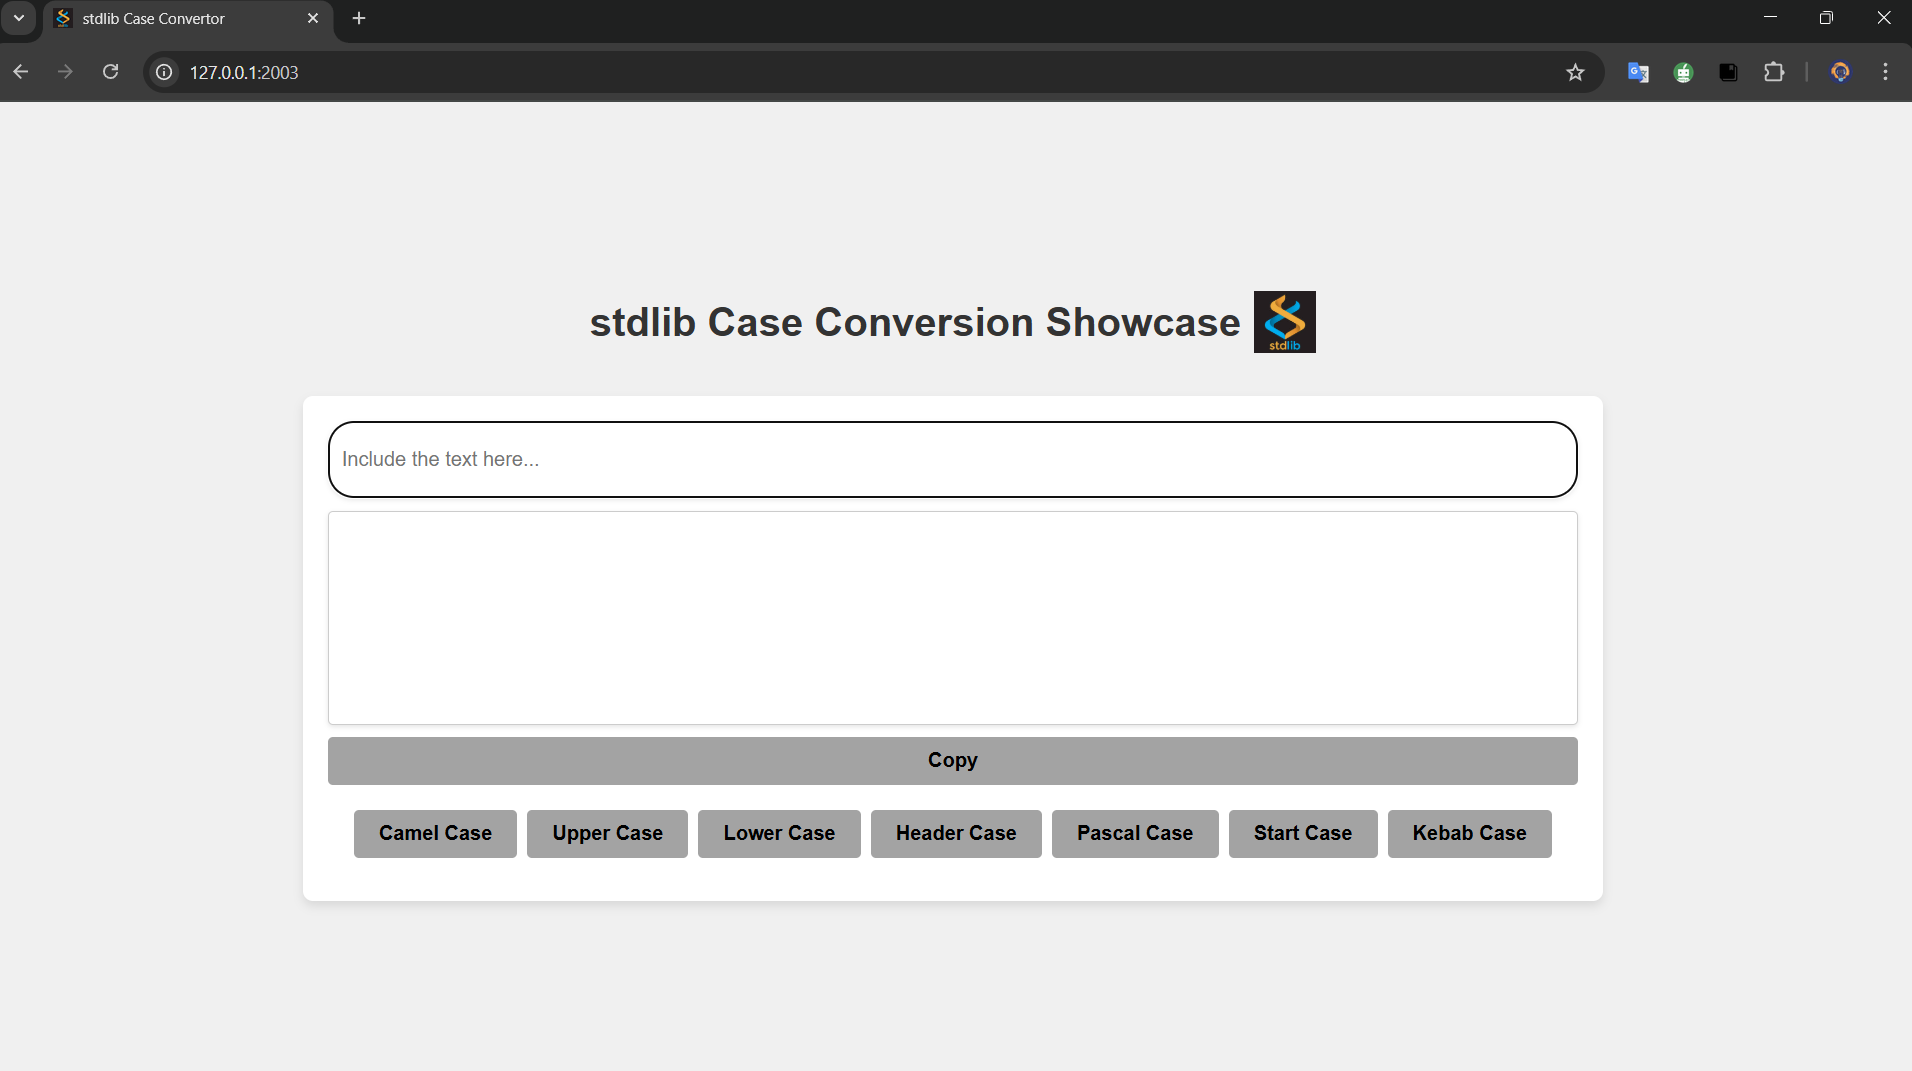 stdlib Case Convertor
127.0.0.1:2003
stdlib Case Conversion Showcase
stdlib
Include the text here...
Copy
Camel Case Upper Case Lower Case Header Case Pascal Case Start Case Kebab Case